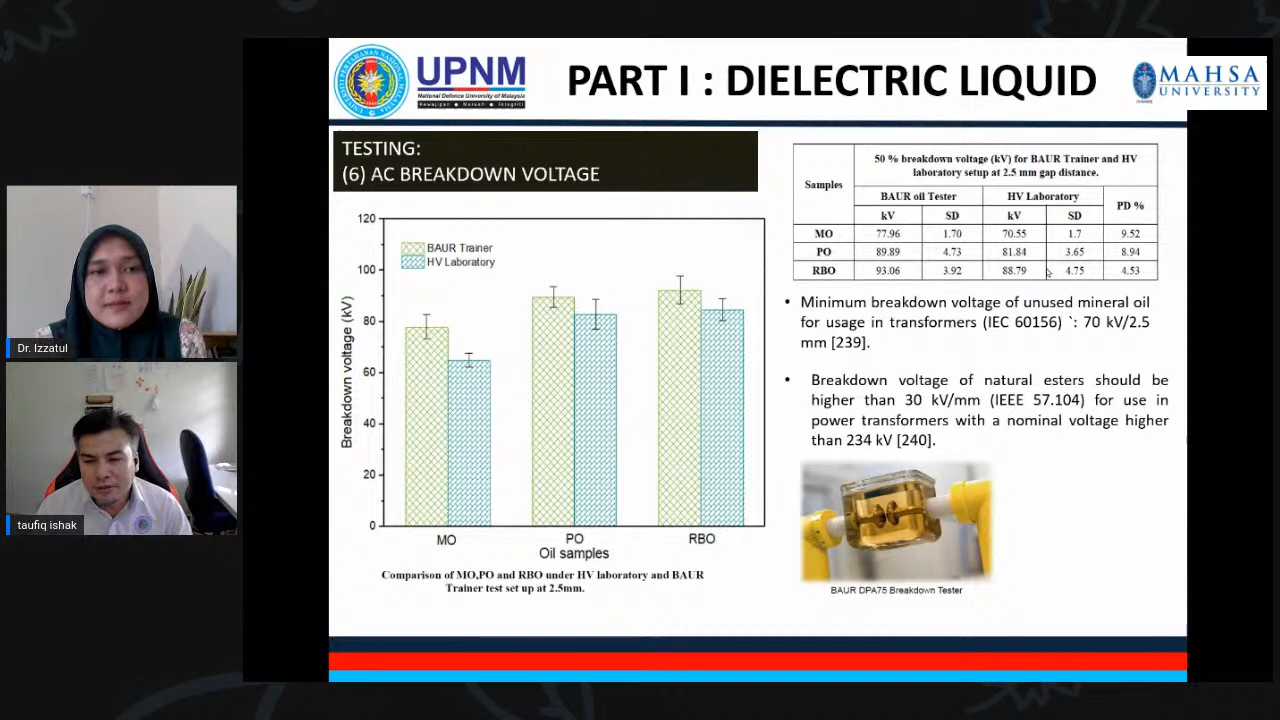 UPNM
National Defence University of Malaysia
Kewajipan ● Maruah ● Integriti
PART I : DIELECTRIC LIQUID
MAHSA
UNIVERSITY
TESTING:
(6) AC BREAKDOWN VOLTAGE
Samples
50 % breakdown voltage (kV) for BAUR Trainer and HV
laboratory setup at 2.5 mm gap distance.
BAUR oil Tester HV Laboratory PD %
kV SD kV SD
MO 77.96 1.70 70.55 1.7 9.52
PO 89.89 4.73 81.84 3.65 8.94
RBO 93.06 3.92 88.79 4.75 4.53
Breakdown voltage (kV)
120
100
80
60
40
20
0
BAUR Trainer
HV Laboratory
MO PO RBO
Oil samples
Comparison of MO,PO and RBO under HV laboratory and BAUR
Trainer test set up at 2.5mm.
• Minimum breakdown voltage of unused mineral oil
for usage in transformers (IEC 60156) `: 70 kV/2.5
mm [239].
• Breakdown voltage of natural esters should be
higher than 30 kV/mm (IEEE 57.104) for use in
power transformers with a nominal voltage higher
than 234 kV [240].
BAUR DPA75 Breakdown Tester
Dr. Izzatul
taufiq ishak